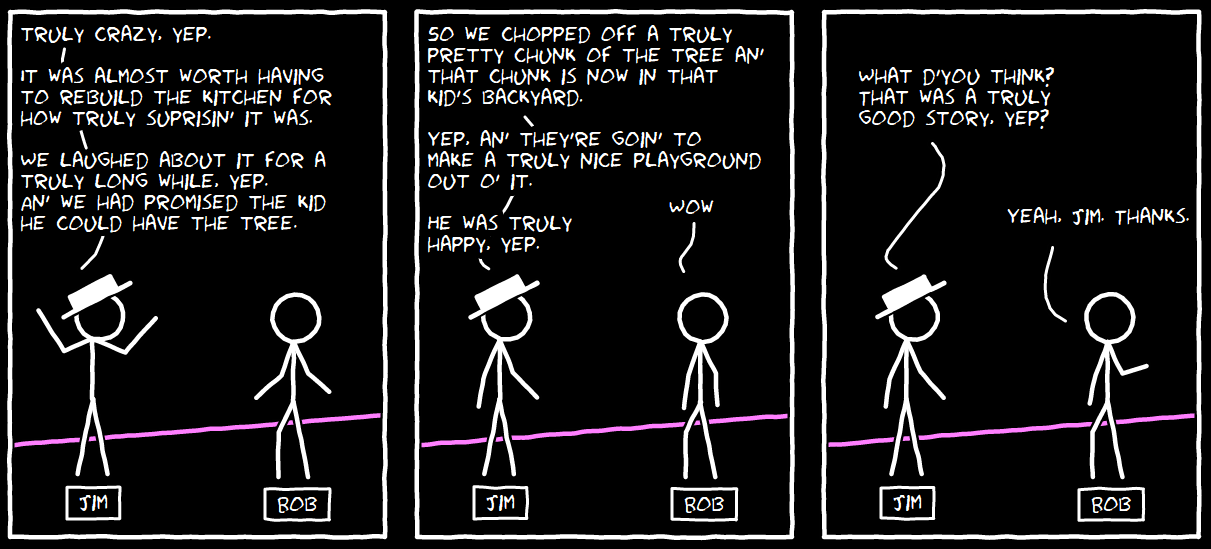 TRULY CRAZY, YEP.
IT WAS ALMOST WORTH HAVING
TO REBUILD THE KITCHEN FOR
HOW TRULY SUPRISIN' IT WAS.
WE LAUGHED ABOUT IT FOR A
TRULY LONG WHILE, YEP.
AN' WE HAD PROMISED THE KID
HE COULD HAVE THE TREE.
JIM
BOB
SO WE CHOPPED OFF A TRULY
PRETTY CHUNK OF THE TREE AN'
THAT CHUNK IS NOW IN THAT
KID'S BACKYARD.
YEP, AN' THEY'RE GOIN' TO
MAKE A TRULY NICE PLAYGROUND
OUT O' IT.
HE WAS TRULY
HAPPY, YEP.
WOW
JIM
BOB
WHAT D'YOU THINK?
THAT WAS A TRULY
GOOD STORY, YEP?
YEAH, JIM. THANKS.
JIM
BOB